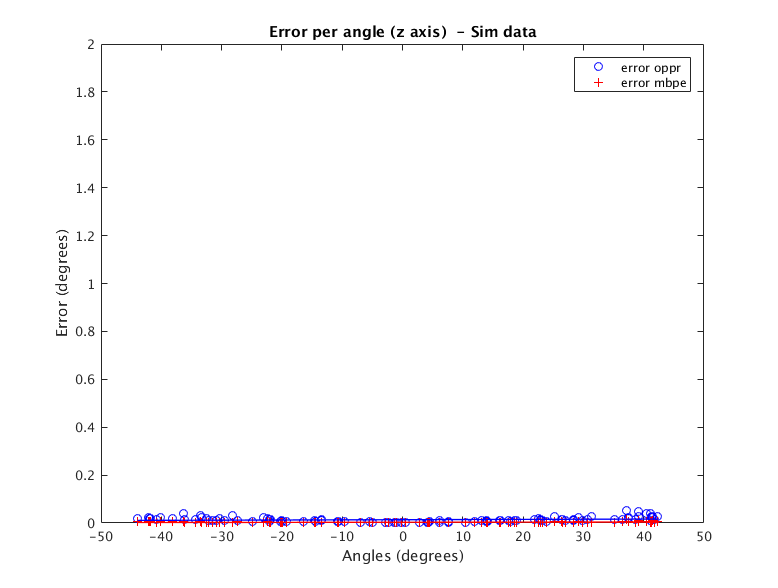 Error per angle (z axis)  - Sim data
error oppr
error mbpe
2
1.8
1.6
1.4
1.2
1
0.8
0.6
0.4
0.2
0
Error (degrees)
-50 -40 -30 -20 -10 0 10 20 30 40 50
Angles (degrees)